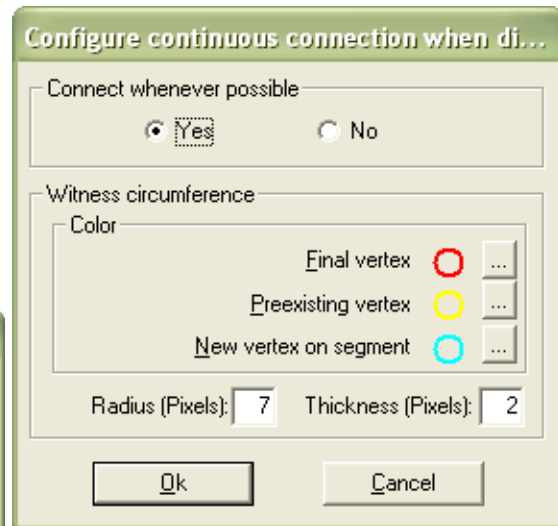 Configure continuous connection when di...
Connect whenever possible
Yes No
Witness circumference
Color
Final vertex ...
Preexisting vertex ...
New vertex on segment ...
Radius (Pixels): 7 Thickness (Pixels): 2
Ok Cancel